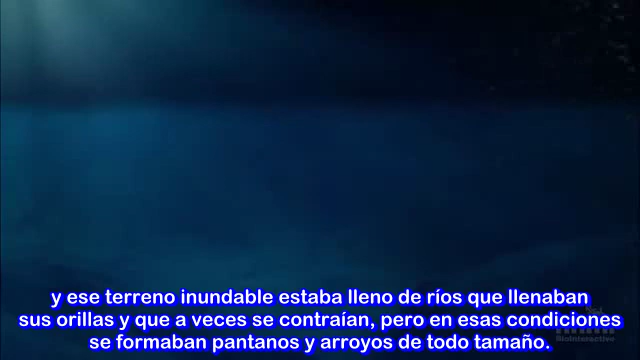 y ese terreno inundable estaba lleno de ríos que llenaban
sus orillas y que a veces se contraían, pero en esas condiciones
se formaban pantanos y arroyos de todo tamaño.
BioInteractive